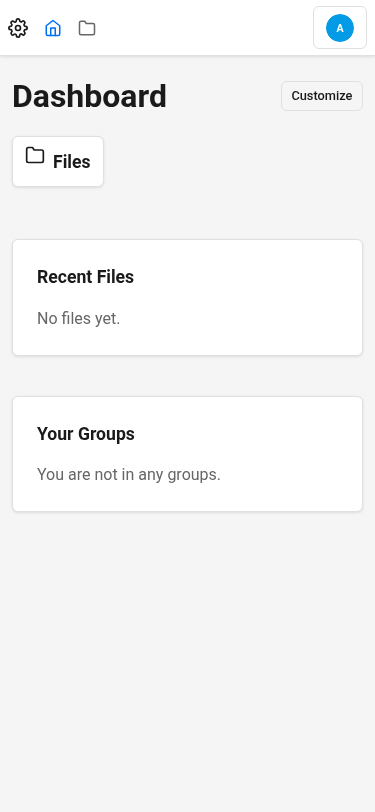 A
Dashboard
Customize
Files
Recent Files
No files yet.
Your Groups
You are not in any groups.